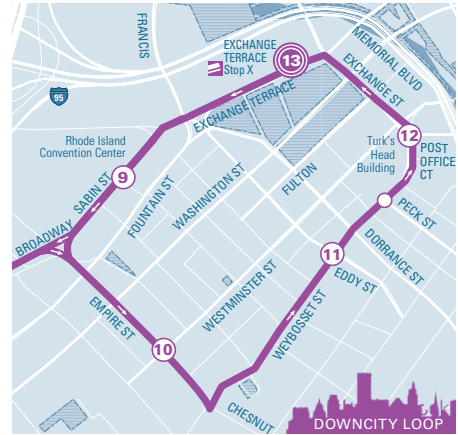 FRANCIS
EXCHANGE
TERRACE
Stop X
13
MEMORIAL BLVD
EXCHANGE ST
95
EXCHANGE TERRACE
12
Rhode Island
Convention Center
Turk's
Head
Building
POST
OFFICE
CT
9
SABIN ST
FOUNTAIN ST
WASHINGTON ST
FULTON
PECK ST
BROADWAY
DORRANCE ST
11
EDDY ST
EMPIRE ST
WESTMINSTER ST
WEYBOSSET ST
10
CHESNUT
DOWNCITY LOOP